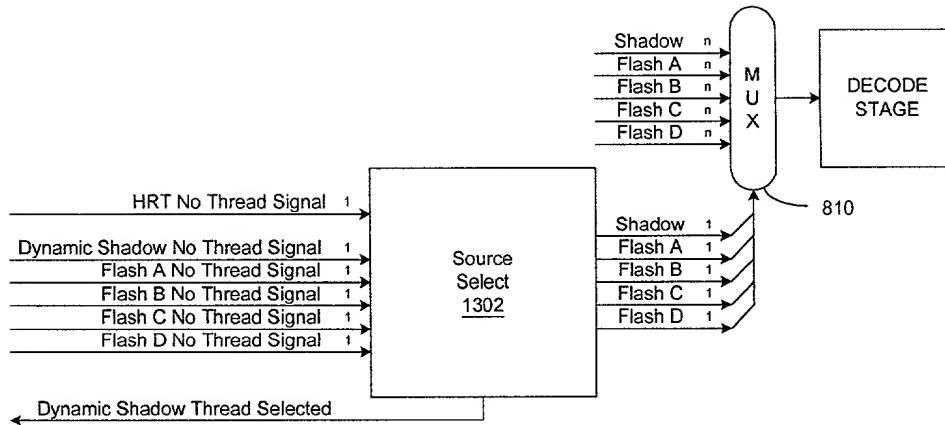 Shadow n
Flash A n
Flash B n
Flash C n
Flash D n
M
U
X
DECODE
STAGE
810
HRT No Thread Signal 1
Dynamic Shadow No Thread Signal 1
Flash A No Thread Signal 1
Flash B No Thread Signal 1
Flash C No Thread Signal 1
Flash D No Thread Signal 1
Source
Select
1302
Shadow 1
Flash A 1
Flash B 1
Flash C 1
Flash D 1
Dynamic Shadow Thread Selected